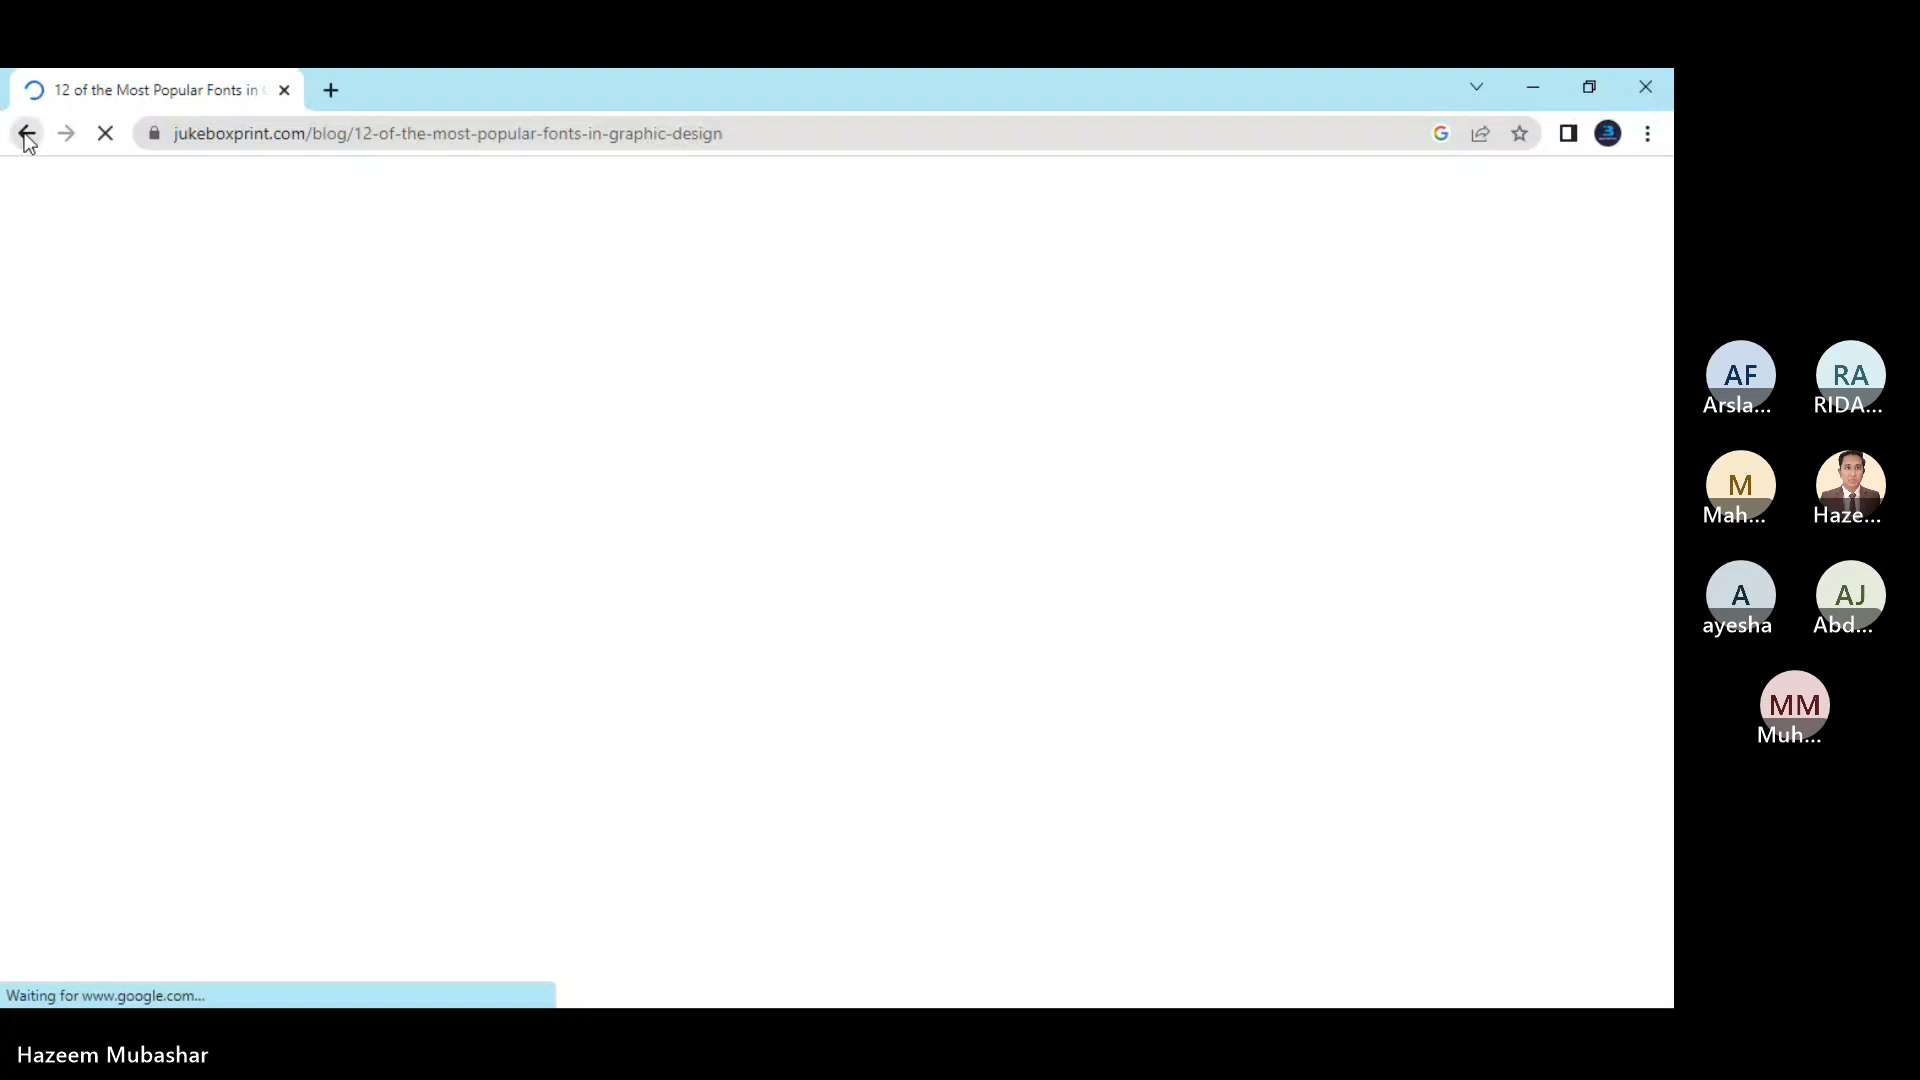 12 of the Most Popular Fonts in
jukeboxprint.com/blog/12-of-the-most-popular-fonts-in-graphic-design
AF
Arsla...
RA
RIDA...
M
Mah...
Haze...
A
ayesha
AJ
Abd...
MM
Muh...
Waiting for www.google.com...
Hazeem Mubashar